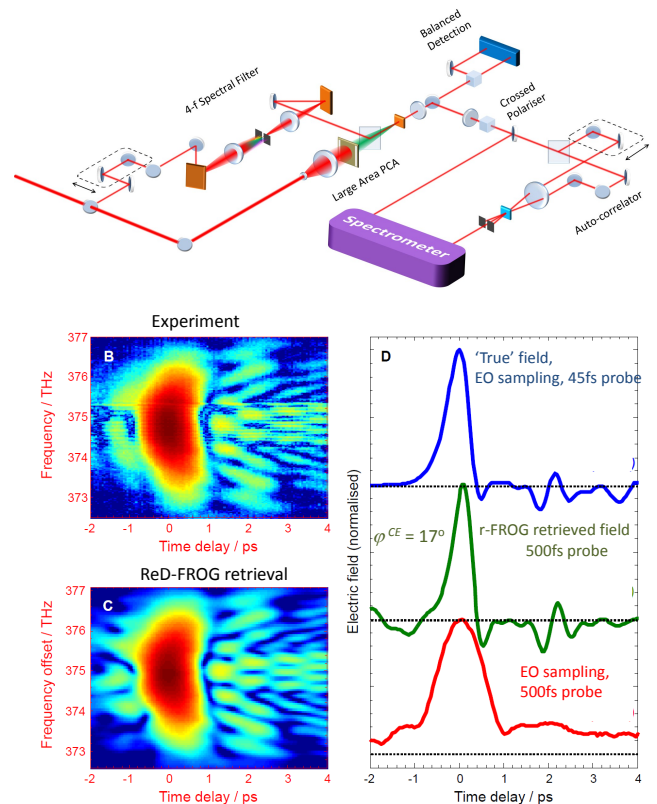 Balanced
Detection
4-f Spectral Filter
Crossed
Polariser
Large Area PCA
Spectrometer
Auto-correlator
Experiment
B
Frequency / THz
377
376
375
374
373
-2 -1 0 1 2 3 4
Time delay / ps
ReD-FROG retrieval
C
Frequency offset / THz
377
376
375
374
373
-2 -1 0 1 2 3 4
Time delay / ps
D
Electric field (normalised)
'True' field,
EO sampling, 45fs probe
φ CE = 17o
r-FROG retrieved field
500fs probe
EO sampling,
500fs probe
-2 -1 0 1 2 3 4
Time delay / ps